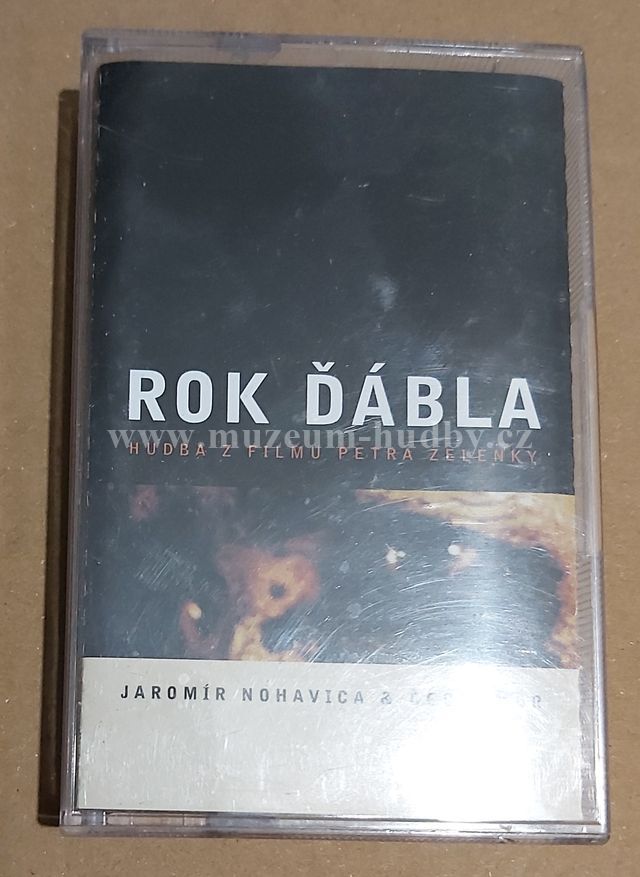 ROK ĎÁBLA
www.muzeum-hudby.cz
HUDBA Z FILMU PETRA ZELENKY
JAROMÍR NOHAVICA &